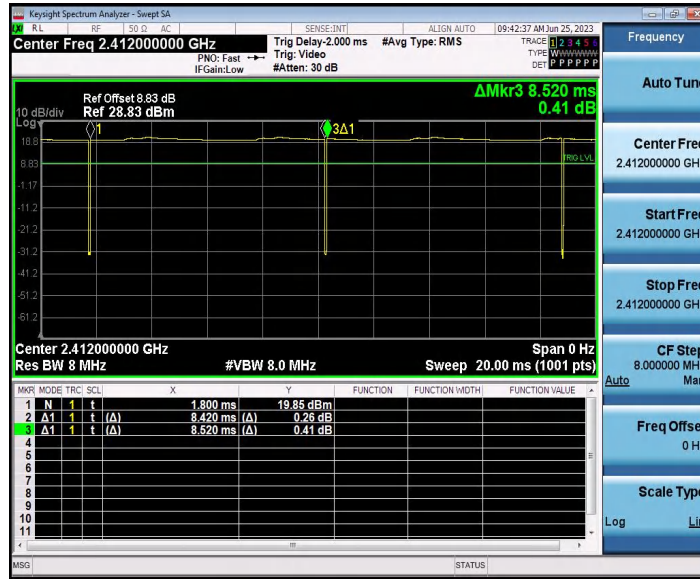 Keysight Spectrum Analyzer - Swept SA
LXI RL RF 50 Ω AC SENSE:INT ALIGN AUTO 09:42:37 AM Jun 25, 2023
Center Freq 2.412000000 GHz
PNO: Fast
IFGain:Low
Trig Delay-2.000 ms
Trig: Video
#Atten: 30 dB
#Avg Type: RMS
TRACE 1 2 3 4 5 6
TYPE WWWWWW
DET P P P P P P
Frequency
ΔMkr3 8.520 ms
0.41 dB
Ref Offset 8.83 dB
10 dB/div Ref 28.83 dBm
Log
1
3Δ1
18.8
8.83
TRIG LVL
-1.17
-11.2
-21.2
-31.2
-41.2
-51.2
-61.2
Center 2.412000000 GHz Span 0 Hz
Res BW 8 MHz #VBW 8.0 MHz Sweep 20.00 ms (1001 pts)
MKR MODE TRC SCL X Y FUNCTION FUNCTION WIDTH FUNCTION VALUE
1 N 1 t 1.800 ms 19.85 dBm
2 Δ1 1 t (Δ) 8.420 ms (Δ) 0.26 dB
3 Δ1 1 t (Δ) 8.520 ms (Δ) 0.41 dB
4
5
6
7
8
9
10
11
MSG STATUS
Auto Tun
Center Fre
2.412000000 GH
Start Fre
2.412000000 GH
Stop Fre
2.412000000 GH
CF Step
8.000000 MH
Auto Ma
Freq Offse
0 H
Scale Type
Log Li